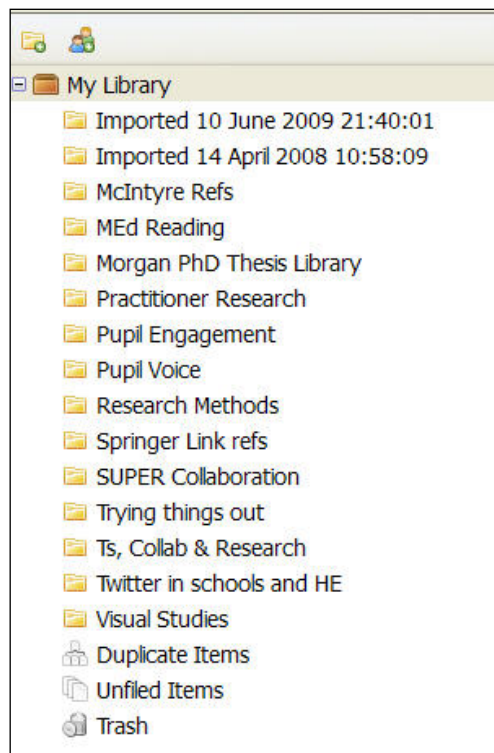 My Library
Imported 10 June 2009 21:40:01
Imported 14 April 2008 10:58:09
McIntyre Refs
MEd Reading
Morgan PhD Thesis Library
Practitioner Research
Pupil Engagement
Pupil Voice
Research Methods
Springer Link refs
SUPER Collaboration
Trying things out
Ts, Collab & Research
Twitter in schools and HE
Visual Studies
Duplicate Items
Unfiled Items
Trash